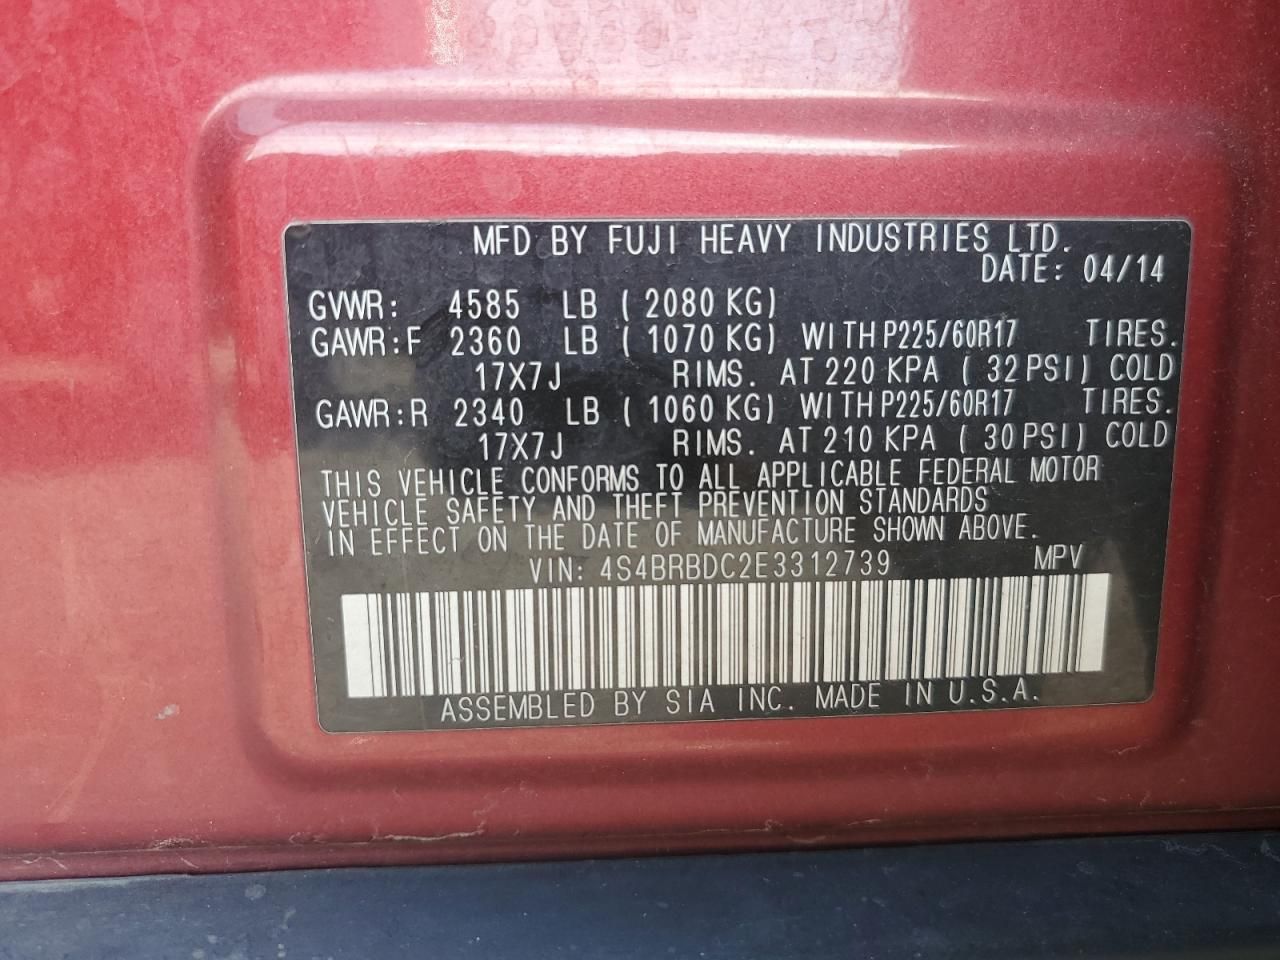 MFD BY FUJI HEAVY INDUSTRIES LTD.
DATE: 04/14
GVWR: 4585 LB ( 2080 KG)
GAWR:F 2360 LB ( 1070 KG) WITH P225/60R17 TIRES.
17X7J RIMS. AT 220 KPA ( 32 PSI) COLD
GAWR:R 2340 LB ( 1060 KG) WITH P225/60R17 TIRES.
17X7J RIMS. AT 210 KPA ( 30 PSI) COLD
THIS VEHICLE CONFORMS TO ALL APPLICABLE FEDERAL MOTOR
VEHICLE SAFETY AND THEFT PREVENTION STANDARDS
IN EFFECT ON THE DATE OF MANUFACTURE SHOWN ABOVE.
VIN: 4S4BRBDC2E3312739 MPV
ASSEMBLED BY SIA INC. MADE IN U.S.A.